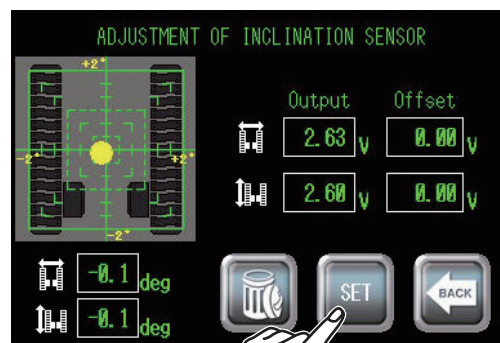 ADJUSTMENT OF INCLINATION SENSOR
+2°
-2° +2°
-2°
Output Offset
2.63 V 0.00 V
2.60 V 0.00 V
-0.1 deg
-0.1 deg
SET
BACK